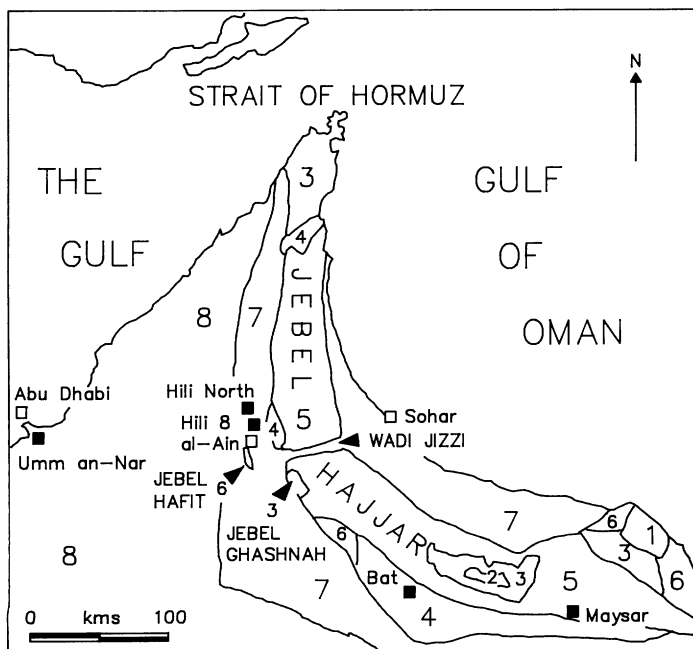 N
STRAIT OF HORMUZ
THE
GULF
GULF
OF
OMAN
3
4
JEBEL
8
7
5
Abu Dhabi
Hili North
Hili 8
al-Ain
4
Umm an-Nar
Sohar
WADI JIZZI
JEBEL
HAFIT
6
3
JEBEL
GHASHNAH
HAJJAR
7
6
1
3
6
6
2
3
5
8
7
Bat
4
Maysar
0 kms 100